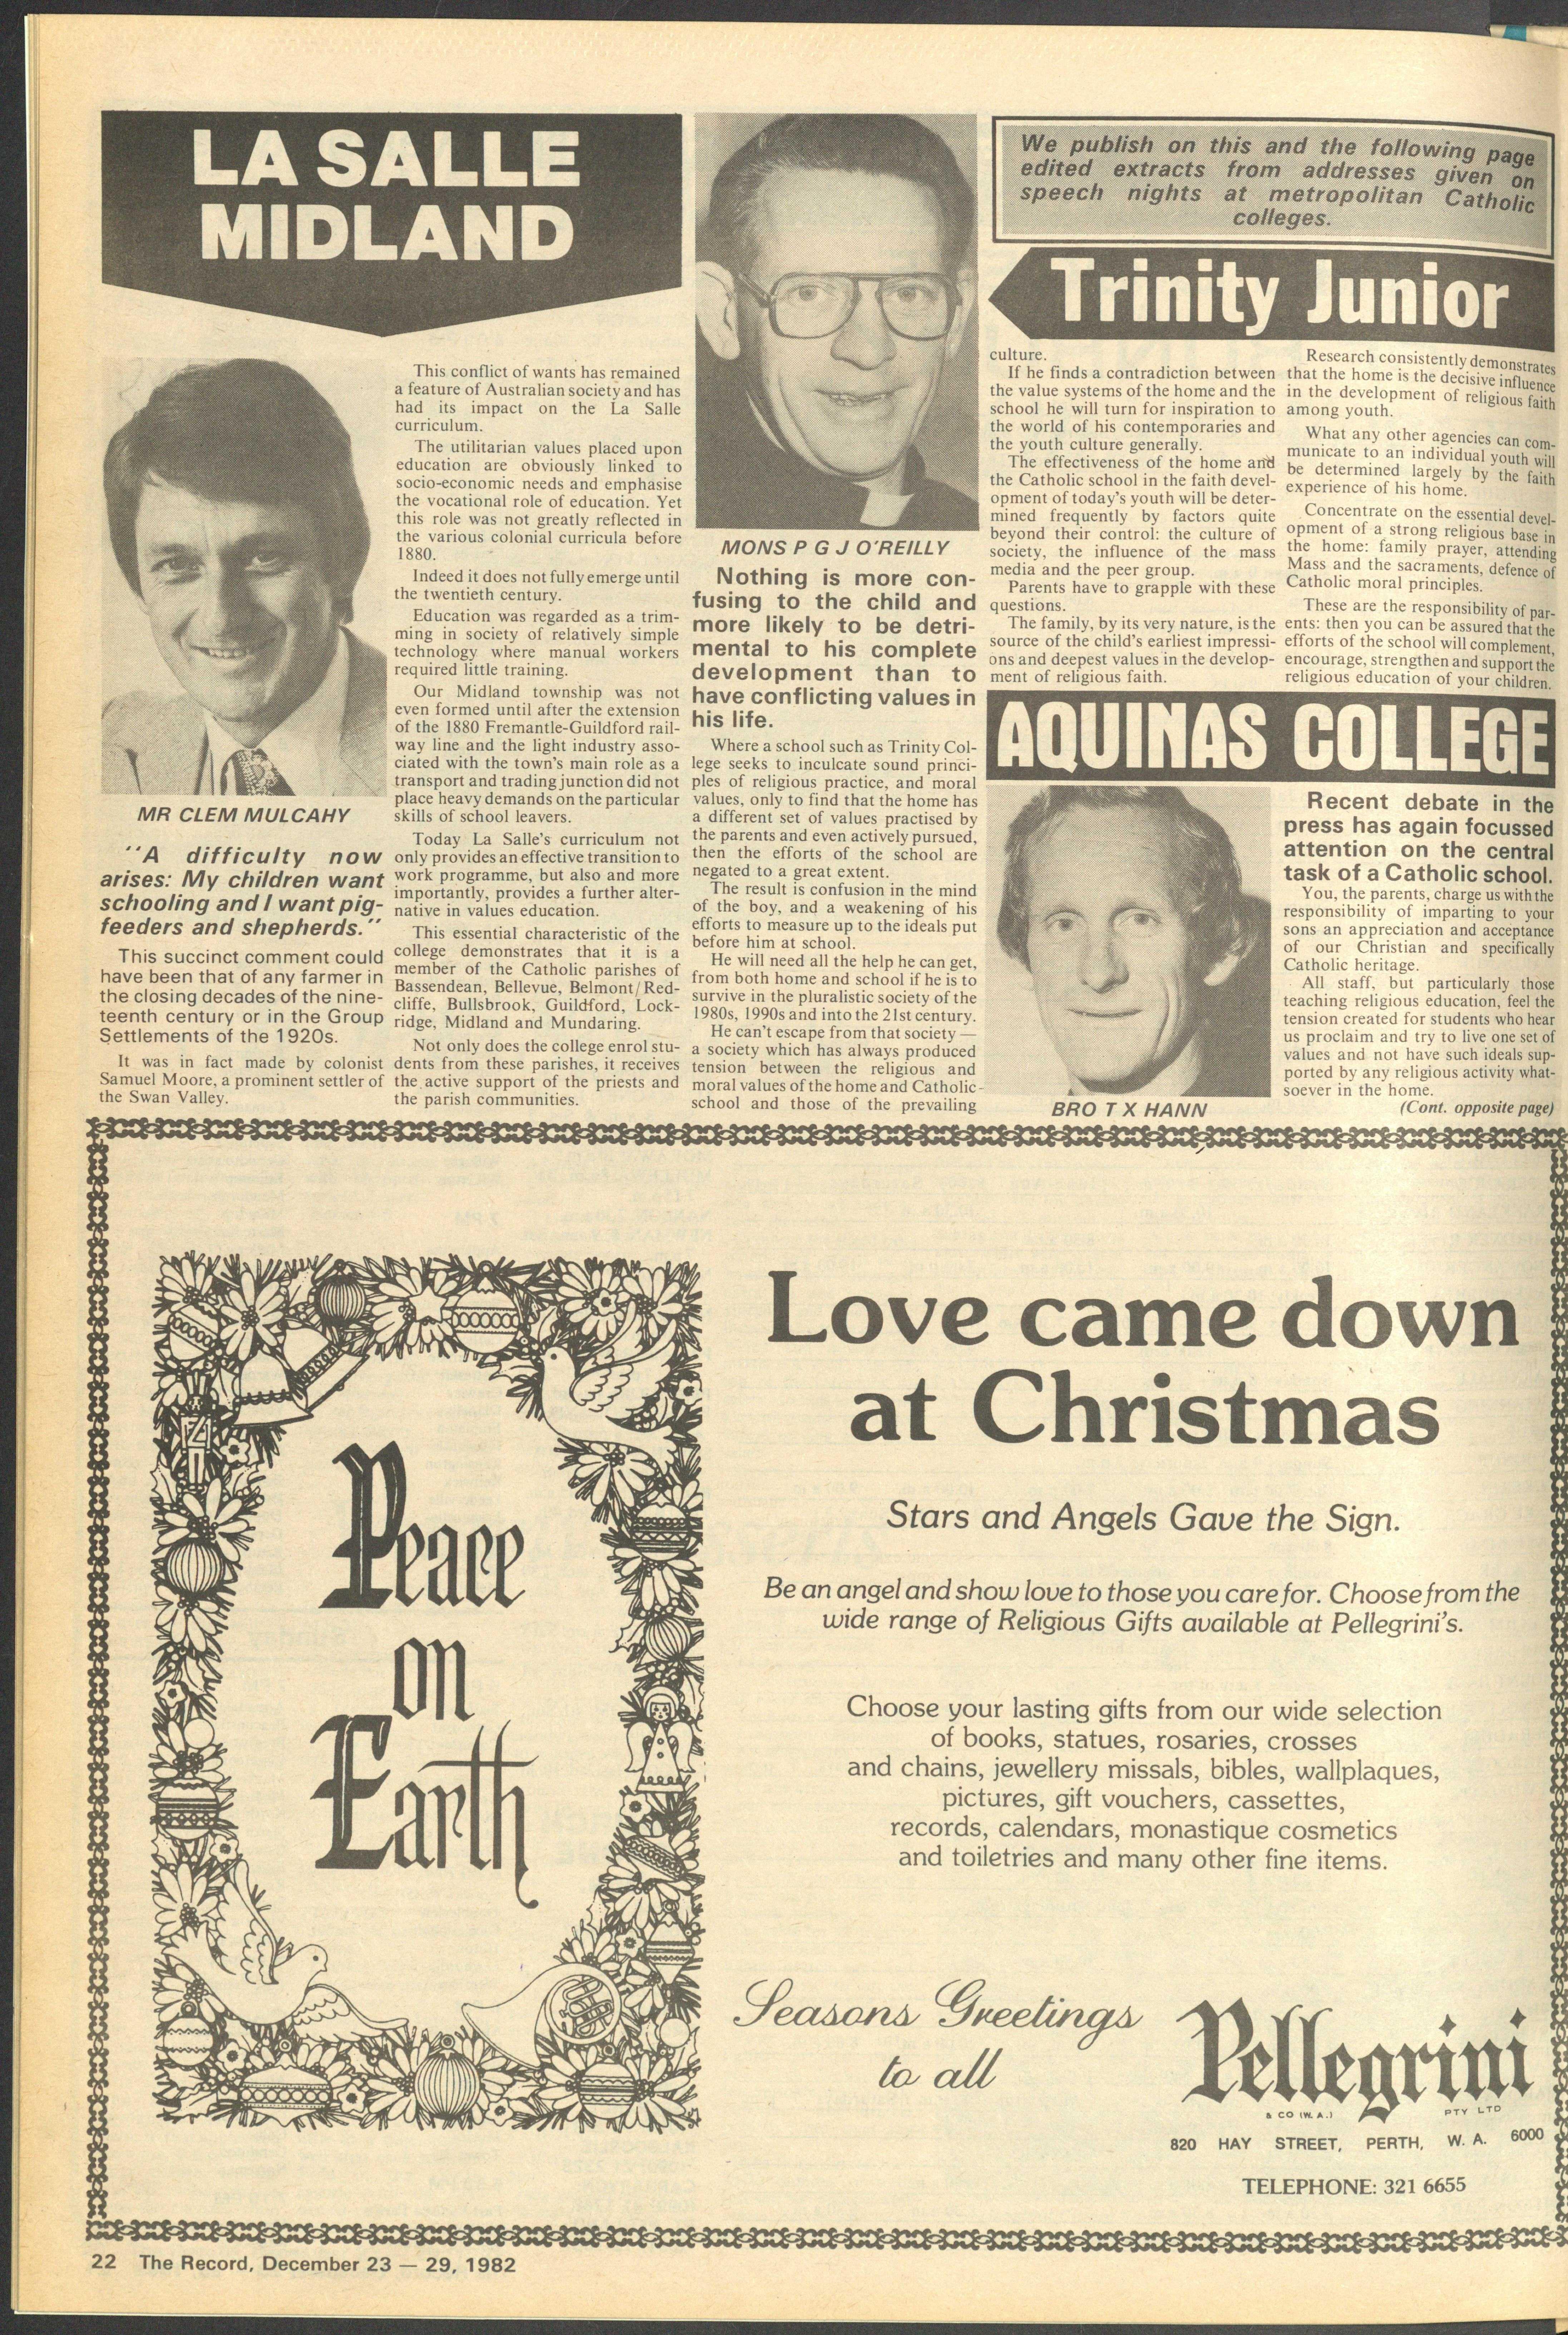 LA SALLE
MIDLAND
MR CLEM MULCAHY
"A difficulty now
arises: My children want
schooling and I want pig-
feeders and shepherds."
This succinct comment could
have been that of any farmer in
the closing decades of the nine-
teenth century or in the Group
Settlements of the 1920s.
It was in fact made by colonist
Samuel Moore, a prominent settler of
the Swan Valley.
This conflict of wants has remained
a feature of Australian society and has
had its impact on the La Salle
curriculum.
The utilitarian values placed upon
education are obviously linked to
socio-economic needs and emphasise
the vocational role of education. Yet
this role was not greatly reflected in
the various colonial curricula before
1880.
Indeed it does not fully emerge until
the twentieth century.
Education was regarded as a trim-
ming in society of relatively simple
technology where manual workers
required little training.
Our Midland township was not
even formed until after the extension
of the 1880 Fremantle-Guildford rail-
way line and the light industry asso-
ciated with the town's main role as a
transport and trading junction did not
place heavy demands on the particular
skills of school leavers.
Today La Salle's curriculum not
only provides an effective transition to
work programme, but also and more
importantly, provides a further alter-
native in values education.
This essential characteristic of the
college demonstrates that it is a
member of the Catholic parishes of
Bassendean, Bellevue, Belmont/Red-
cliffe, Bullsbrook, Guildford, Lock-
ridge, Midland and Mundaring.
Not only does the college enrol stu-
dents from these parishes, it receives
the active support of the priests and
the parish communities.
We publish on this and the following page
edited extracts from addresses given on
speech nights at metropolitan Catholic
colleges.
Trinity Junior
MONS P G J O'REILLY
Nothing is more con-
fusing to the child and
more likely to be detri-
mental to his complete
development than to
have conflicting values in
his life.
Where a school such as Trinity Col-
lege seeks to inculcate sound princi-
ples of religious practice, and moral
values, only to find that the home has
a different set of values practised by
the parents and even actively pursued,
then the efforts of the school are
negated to a great extent.
The result is confusion in the mind
of the boy, and a weakening of his
efforts to measure up to the ideals put
before him at school.
He will need all the help he can get,
from both home and school if he is to
survive in the pluralistic society of the
1980s, 1990s and into the 21st century.
He can't escape from that society —
a society which has always produced
tension between the religious and
moral values of the home and Catholic
school and those of the prevailing
culture.
If he finds a contradiction between
the value systems of the home and the
school he will turn for inspiration to
the world of his contemporaries and
the youth culture generally.
The effectiveness of the home and
the Catholic school in the faith devel-
opment of today's youth will be deter-
mined frequently by factors quite
beyond their control: the culture of
society, the influence of the mass
media and the peer group.
Parents have to grapple with these
questions.
The family, by its very nature, is the
source of the child's earliest impressi-
ons and deepest values in the develop-
ment of religious faith.
Research consistently demonstrates
that the home is the decisive influence
in the development of religious faith
among youth.
What any other agencies can com-
municate to an individual youth will
be determined largely by the faith
experience of his home.
Concentrate on the essential devel-
opment of a strong religious base in
the home: family prayer, attending
Mass and the sacraments, defence of
Catholic moral principles.
These are the responsibility of par-
ents: then you can be assured that the
efforts of the school will complement,
encourage, strengthen and support the
religious education of your children.
AQUINAS COLLEGE
BRO T X HANN
Recent debate in the
press has again focussed
attention on the central
task of a Catholic school.
You, the parents, charge us with the
responsibility of imparting to your
sons an appreciation and acceptance
of our Christian and specifically
Catholic heritage.
All staff, but particularly those
teaching religious education, feel the
tension created for students who hear
us proclaim and try to live one set of
values and not have such ideals sup-
ported by any religious activity what-
soever in the home.
(Cont. opposite page)
Peace
on
Earth
Love came down
at Christmas
Stars and Angels Gave the Sign.
Be an angel and show love to those you care for. Choose from the
wide range of Religious Gifts available at Pellegrini's.
Choose your lasting gifts from our wide selection
of books, statues, rosaries, crosses
and chains, jewellery missals, bibles, wallplaques,
pictures, gift vouchers, cassettes,
records, calendars, monastique cosmetics
and toiletries and many other fine items.
Seasons Greetings
to all
Pellegrini
& CO (W.A.) PTY LTD
820 HAY STREET, PERTH, W. A. 6000
TELEPHONE: 321 6655
22 The Record, December 23 — 29, 1982